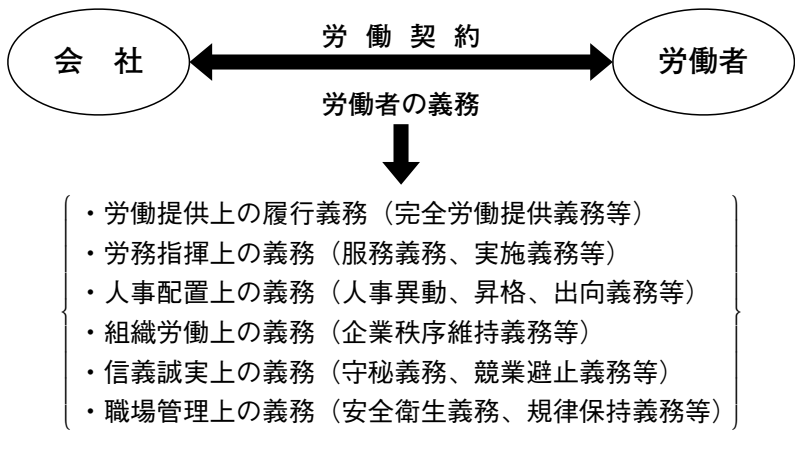 労働契約
会社
労働者
労働者の義務
・労働提供上の履行義務（完全労働提供義務等）
・労務指揮上の義務（服務義務、実施義務等）
・人事配置上の義務（人事異動、昇格、出向義務等）
・組織労働上の義務（企業秩序維持義務等）
・信義誠実上の義務（守秘義務、競業避止義務等）
・職場管理上の義務（安全衛生義務、規律保持義務等）